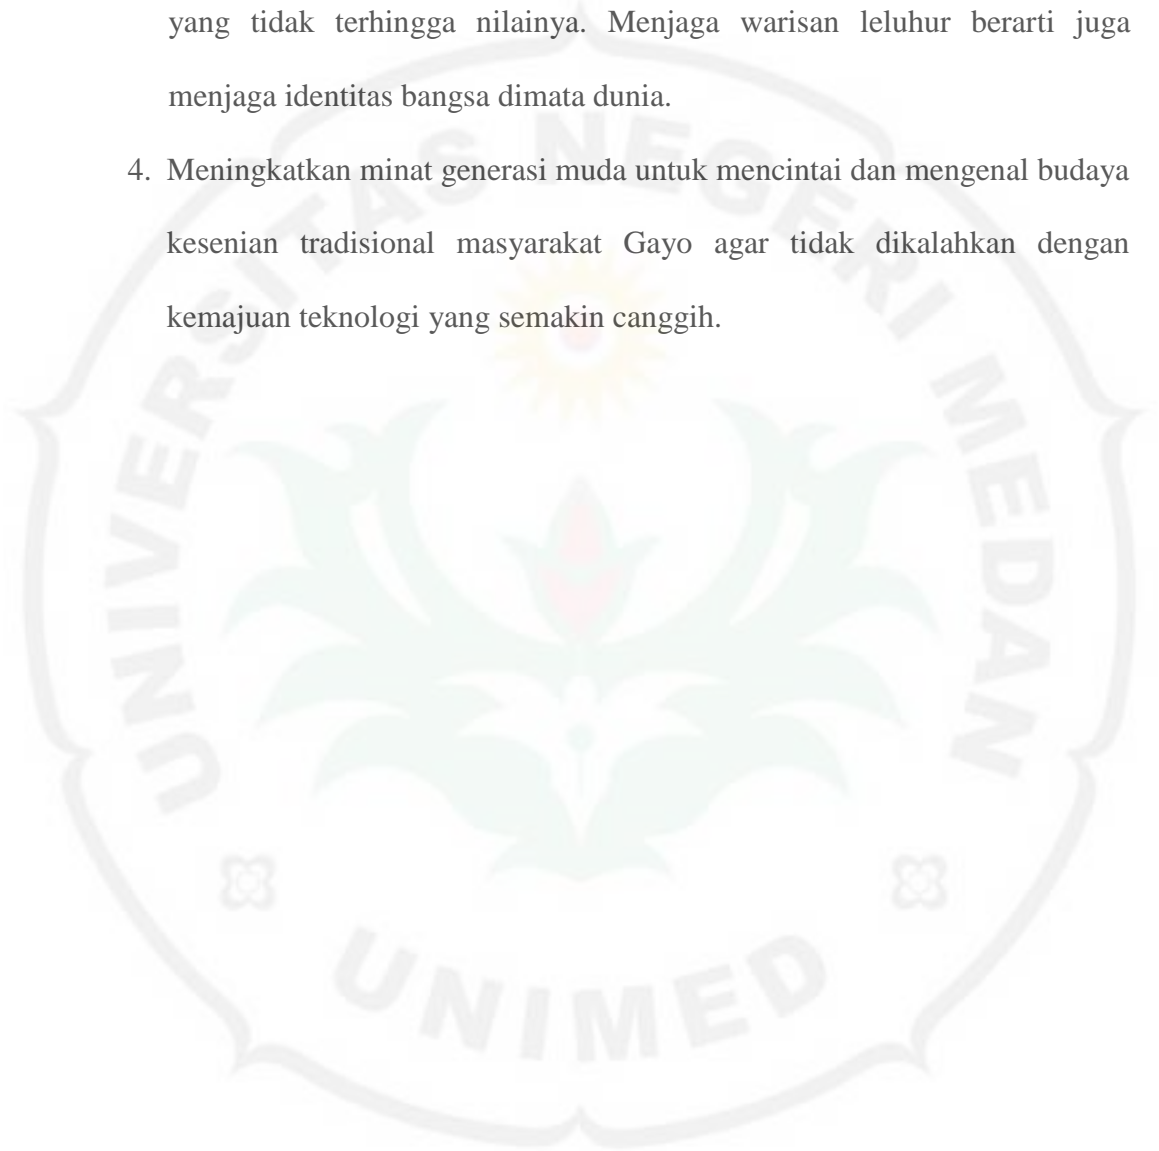 yang tidak terhingga nilainya. Menjaga warisan leluhur berarti juga
menjaga identitas bangsa dimata dunia.
4. Meningkatkan minat generasi muda untuk mencintai dan mengenal budaya
kesenian tradisional masyarakat Gayo agar tidak dikalahkan dengan
kemajuan teknologi yang semakin canggih.
UNIVERSITAS NEGERI MEDAN
UNIMED